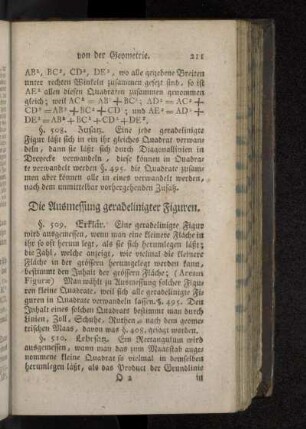 von der Geometrie. 211
AB², BC², CD², DE², wo alle gegebene Breiten
unter rechten Winkeln zusammen gesetzt sind, so ist
AE² allen diesen Quadraten zusammen genommen
gleich; weil AC² = AB² + BC²; AD² = AC² +
CD² = AB² + BC² + CD²; und AE² = AD² +
DE² = AB² + BC² + CD² + DE².
§. 508. Zusatz. Eine jede geradelinigte
Figur läßt sich in ein ihr gleiches Quadrat verwan-
deln, dann sie läßt sich durch Diagonallinien in
Dreyecke verwandeln, diese können in Quadra-
te verwandelt werden §. 495. die Quadrate zusam-
men aber können alle in eines verwandelt werden,
nach dem unmittelbar vorhergehenden Zusatz.
Die Ausmessung geradelinigter Figuren.
§. 509. Erklär. Eine geradelinigte Figur
wird ausgemessen, wann man eine kleinere Fläche in
ihr so oft herum legt, als sie sich herumlegen läßt;
die Zahl, welche anzeigt, wie vielmal die kleinere
Fläche in der größern herumgelegt werden kann,
bestimmt den Inhalt der größern Fläche; (Aream
Figuræ) Man wählt zu Ausmessung solcher Figu-
ren kleine Quadrate, weil sich alle geradelinigte Fi-
guren in Quadrate verwandeln lassen. §. 495. Den
Inhalt eines solchen Quadrats bestimmt man durch
Linien, Zoll, Schuhe, Ruthen nach dem geome-
trischen Maas, davon was §. 408. gesagt worden.
§. 510. Lehrsatz. Ein Rectangulum wird
ausgemessen, wann man das zum Maasstab ange-
nommene kleine Quadrat so vielmal in demselben
herumlegen läßt, als das Product der Grundlinie
O 2 in